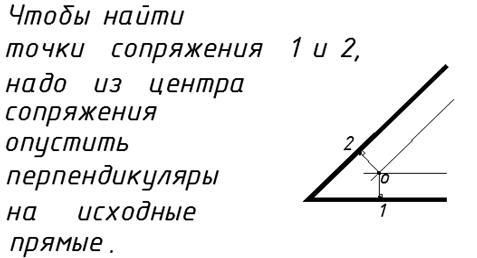 Чтобы найти
точки сопряжения 1 и 2,
надо из центра
сопряжения
опустить
перпендикуляры
на исходные
прямые.
2
о
1